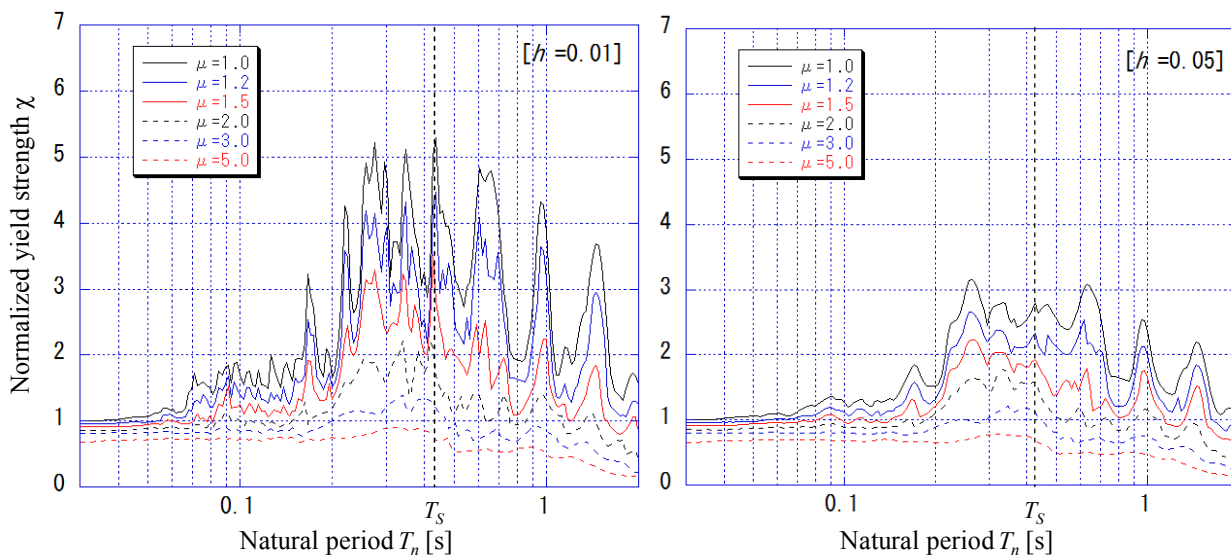 Normalized yield strength χ
7
6
5
4
3
2
1
0
μ=1.0
μ=1.2
μ=1.5
μ=2.0
μ=3.0
μ=5.0
[h=0.01]
0.1
T_S
1
Natural period T_n [s]
7
6
5
4
3
2
1
0
μ=1.0
μ=1.2
μ=1.5
μ=2.0
μ=3.0
μ=5.0
[h=0.05]
0.1
T_S
1
Natural period T_n [s]